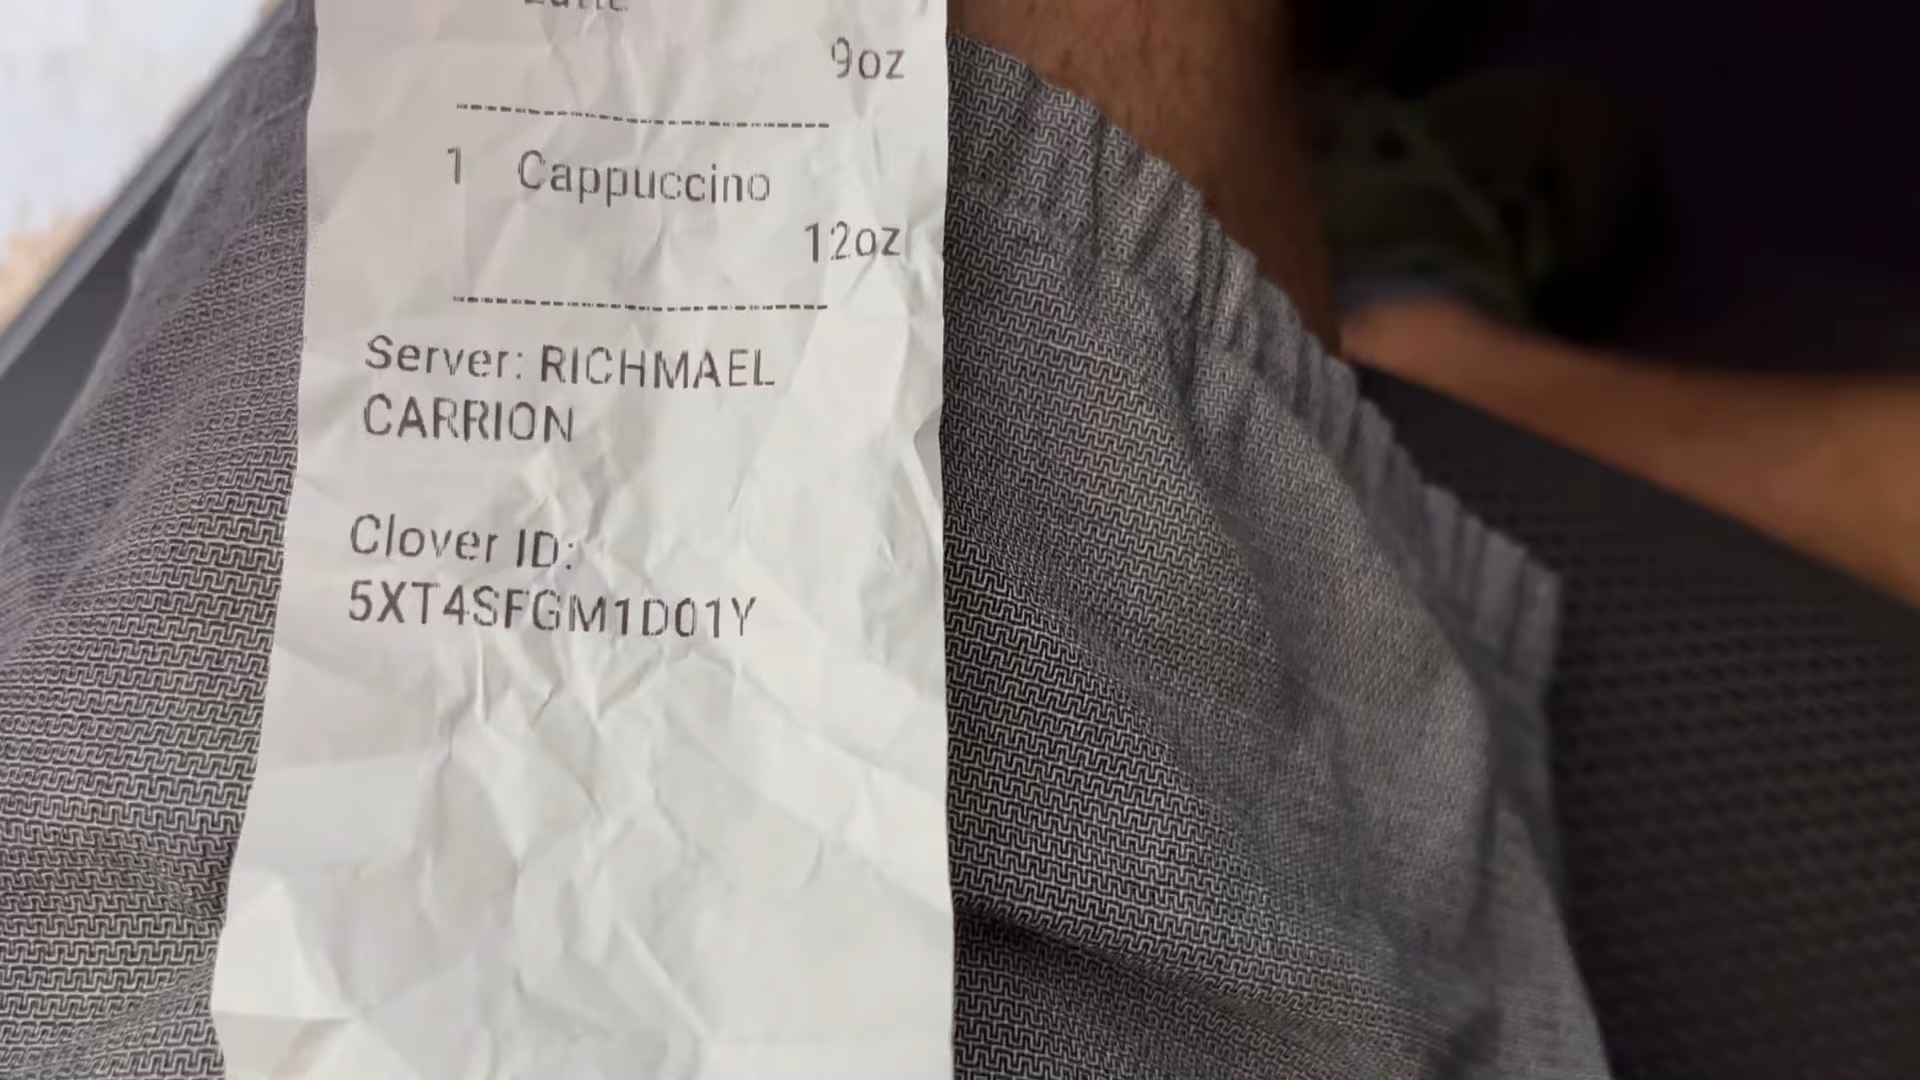 9oz
1 Cappuccino
12oz
Server: RICHMAEL
CARRION
Clover ID:
5XT4SFGM1D01Y